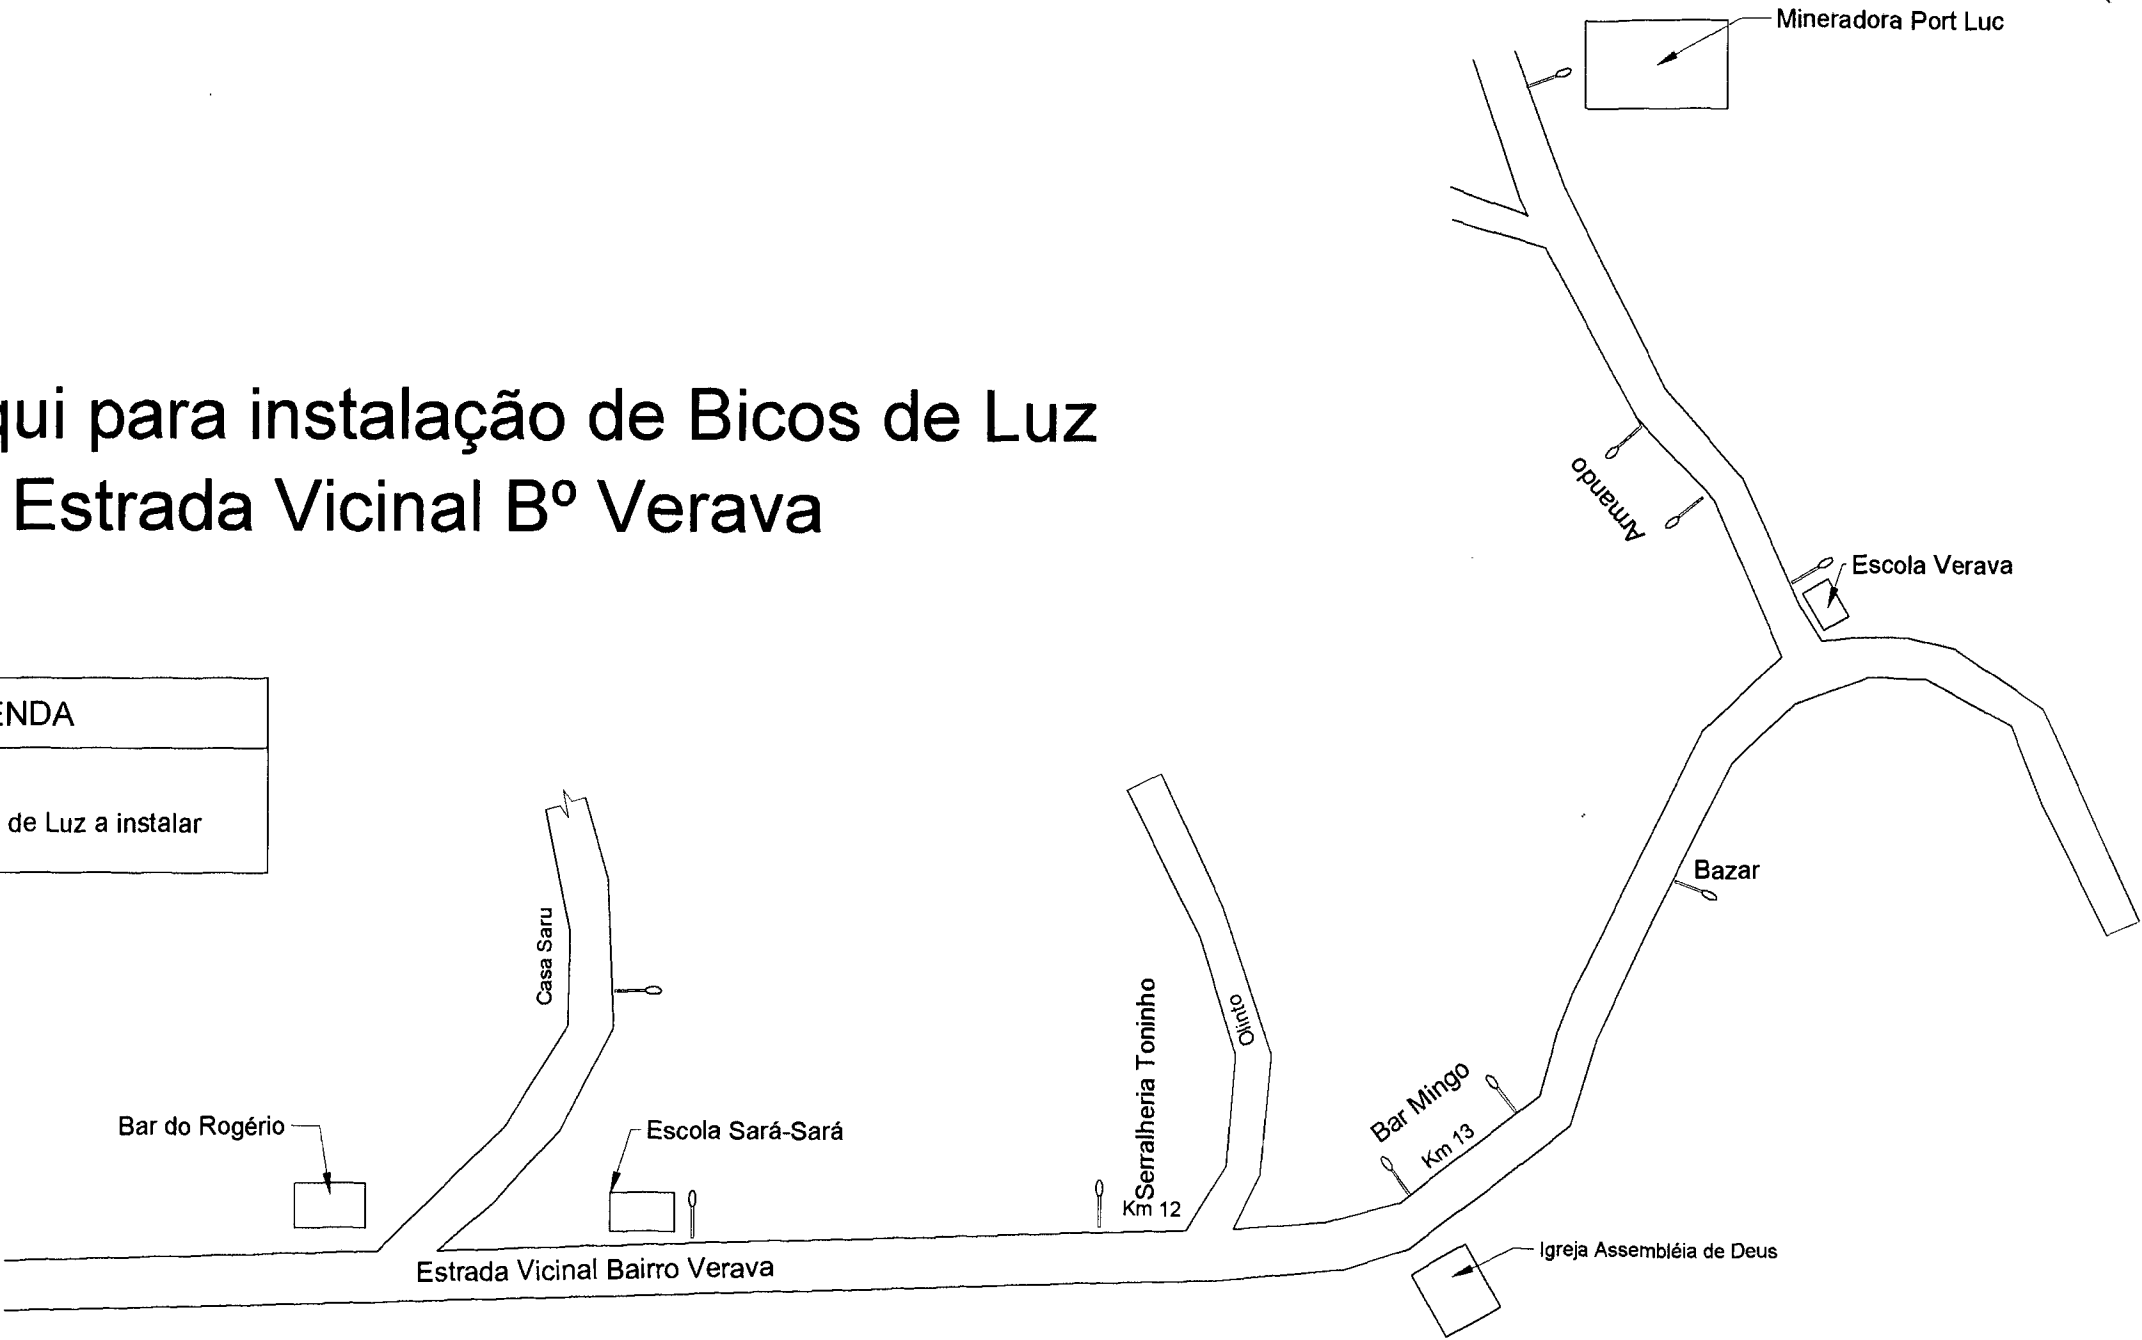 Mineradora Port Luc
qui para instalação de Bicos de Luz
Estrada Vicinal Bº Verava
Armando
Escola Verava
ENDA
de Luz a instalar
Bazar
Casa Saru
Olinto
Serralheria Toninho
Bar Mingo
Km 13
Bar do Rogério
Escola Sará-Sará
Km 12
Estrada Vicinal Bairro Verava
Igreja Assembléia de Deus